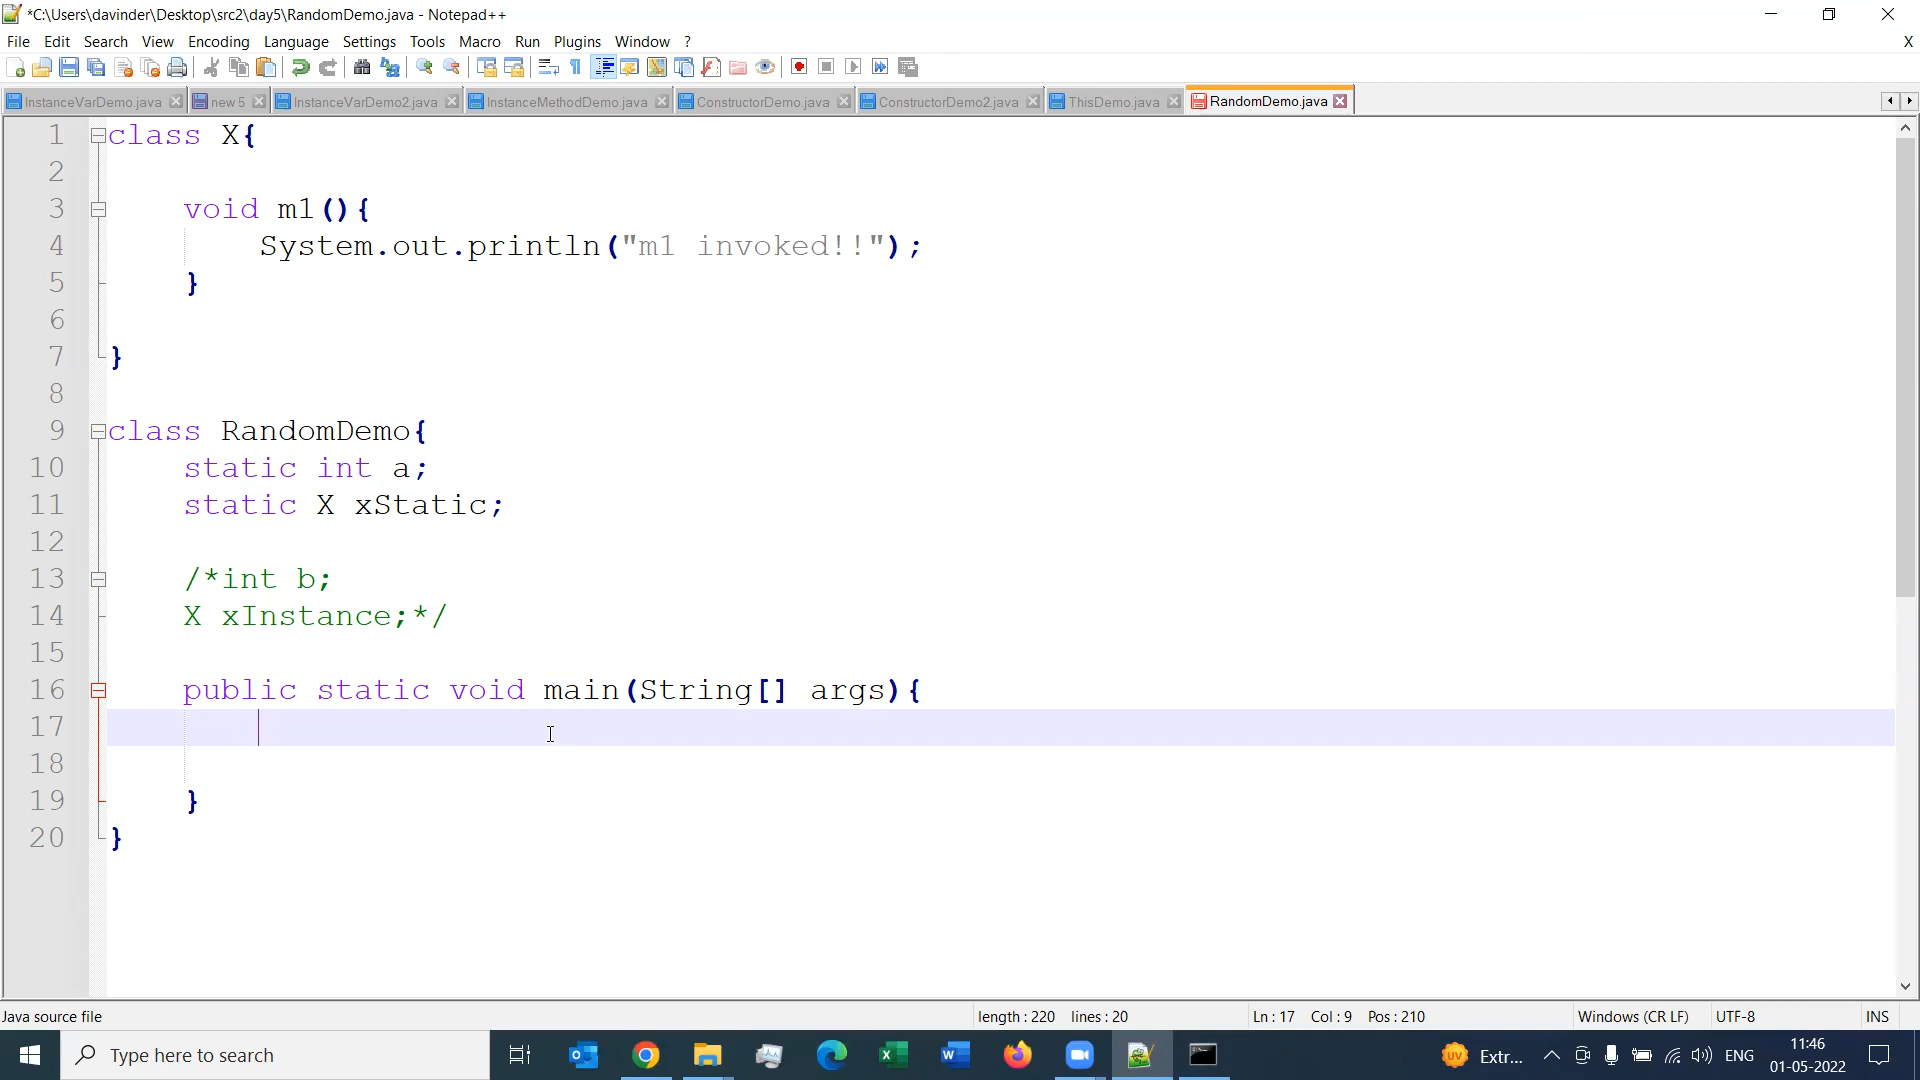 *C:\Users\davinder\Desktop\src2\day5\RandomDemo.java - Notepad++
File Edit Search View Encoding Language Settings Tools Macro Run Plugins Window ? X
InstanceVarDemo.java new 5 InstanceVarDemo2.java InstanceMethodDemo.java ConstructorDemo.java ConstructorDemo2.java ThisDemo.java RandomDemo.java
1 class X{
2
3 void m1(){
4 System.out.println("m1 invoked!!");
5 }
6
7 }
8
9 class RandomDemo{
10 static int a;
11 static X xStatic;
12
13 /*int b;
14 X xInstance;*/
15
16 public static void main(String[] args){
17
18
19 }
20 }
Java source file length : 220 lines : 20 Ln : 17 Col : 9 Pos : 210 Windows (CR LF) UTF-8 INS
Type here to search UV Extr... ENG 11:46
01-05-2022